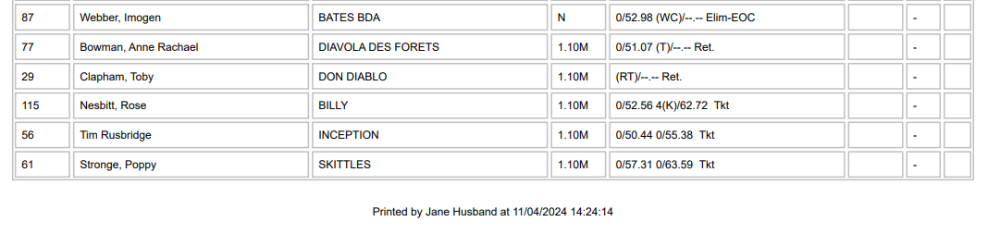 87 Webber, Imogen BATES BDA N 0/52.98 (WC)/--.-- Elim-EOC -
77 Bowman, Anne Rachael DIAVOLA DES FORETS 1.10M 0/51.07 (T)/--.-- Ret. -
29 Clapham, Toby DON DIABLO 1.10M (RT)/--.-- Ret. -
115 Nesbitt, Rose BILLY 1.10M 0/52.56 4(K)/62.72 Tkt -
56 Tim Rusbridge INCEPTION 1.10M 0/50.44 0/55.38 Tkt -
61 Stronge, Poppy SKITTLES 1.10M 0/57.31 0/63.59 Tkt -
Printed by Jane Husband at 11/04/2024 14:24:14